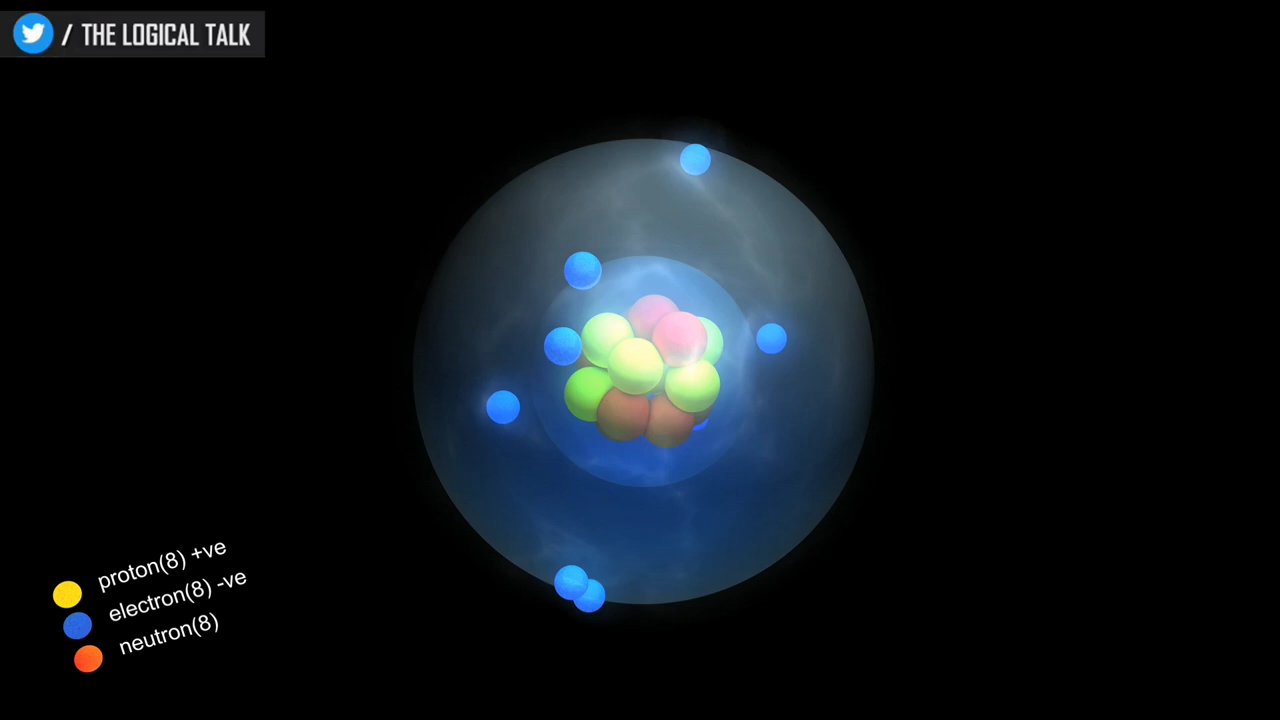 / THE LOGICAL TALK
proton(8) +ve
electron(8) -ve
neutron(8)